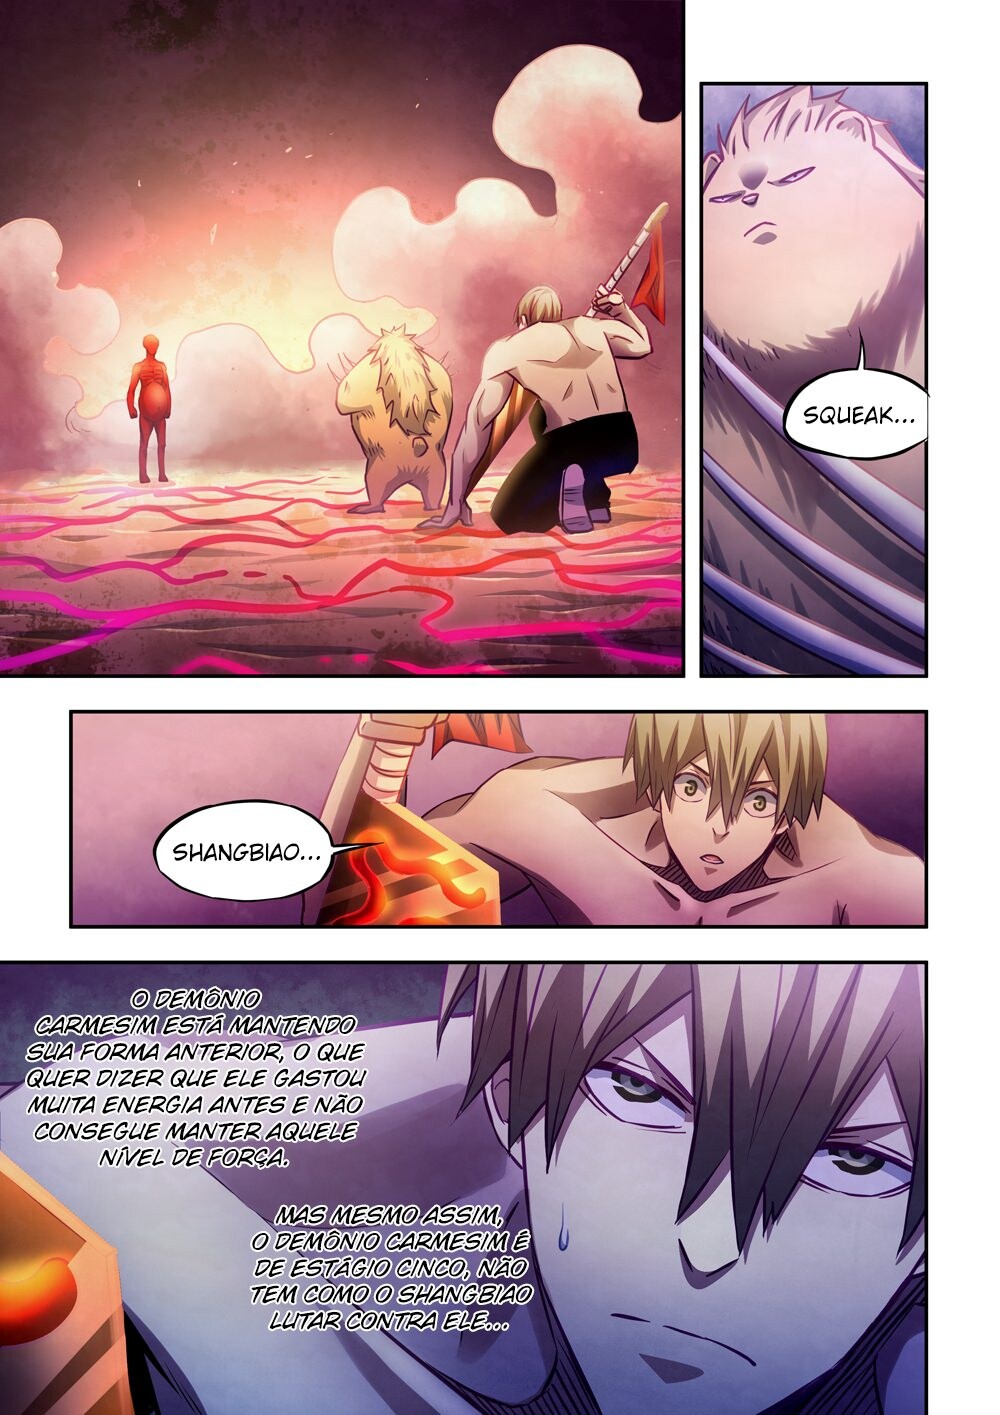 SQUEAK...
SHANGBIAO...
O DEMÔNIO
CARMESIM ESTÁ MANTENDO
SUA FORMA ANTERIOR, O QUE
QUER DIZER QUE ELE GASTOU
MUITA ENERGIA ANTES E NÃO
CONSEGUE MANTER AQUELE
NÍVEL DE FORÇA.
MAS MESMO ASSIM,
O DEMÔNIO CARMESIM É
DE ESTÁGIO CINCO, NÃO
TEM COMO O SHANGBIAO
LUTAR CONTRA ELE...